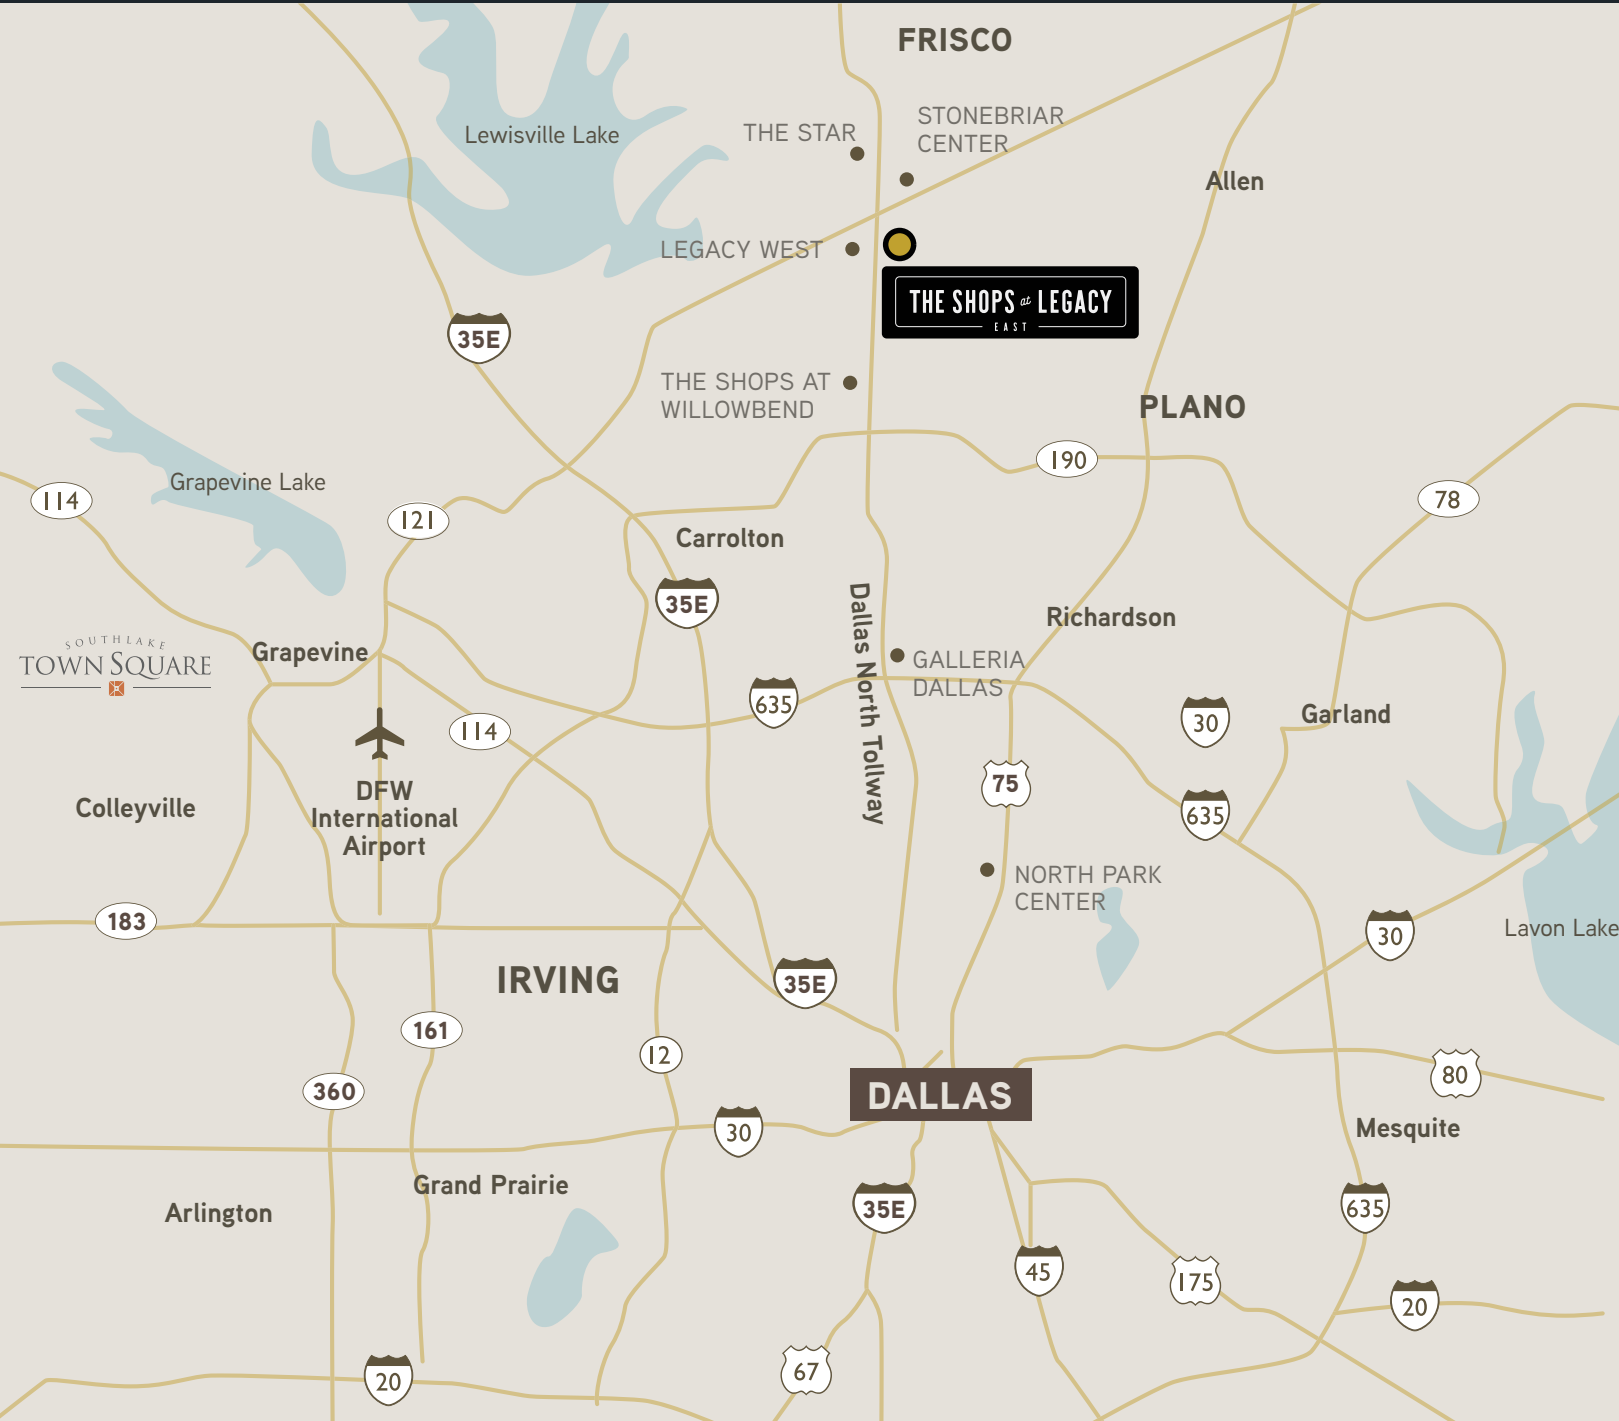 FRISCO
STONEBRIAR
CENTER
THE STAR
Lewisville Lake
Allen
LEGACY WEST
THE SHOPS at LEGACY
EAST
35E
THE SHOPS AT
WILLOWBEND
PLANO
190
Grapevine Lake
114
78
121
Carrolton
35E
Dallas North Tollway
Richardson
SOUTHLAKE
TOWN SQUARE
Grapevine
GALLERIA
DALLAS
635
30
Garland
114
75
DFW
International
Airport
Colleyville
635
NORTH PARK
CENTER
183
30
Lavon Lake
IRVING
35E
161
12
360
DALLAS
80
30
Mesquite
Grand Prairie
Arlington
35E
635
45
175
20
67
20